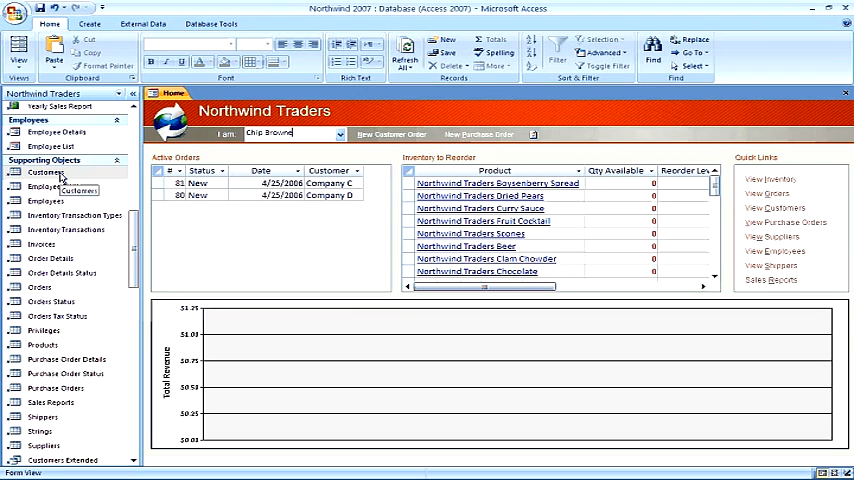 Northwind 2007 : Database (Access 2007) - Microsoft Access
Home Create External Data Database Tools
View
Views
Paste
Cut
Copy
Format Painter
Clipboard
B I U
Font
Rich Text
Refresh All
New
Save
Delete
Totals
Spelling
More
Records
Filter
Selection
Advanced
Toggle Filter
Sort & Filter
Find
Replace
Go To
Select
Find
Northwind Traders
Yearly Sales Report
Employees
Employee Details
Employee List
Supporting Objects
Customers
Customers
Employees
Inventory Transaction Types
Inventory Transactions
Invoices
Order Details
Order Details Status
Orders
Orders Status
Orders Tax Status
Privileges
Products
Purchase Order Details
Purchase Order Status
Purchase Orders
Sales Reports
Shippers
Strings
Suppliers
Customers Extended
Home
Northwind Traders
I am: Chip Browne New Customer Order New Purchase Order
Active Orders
# Status Date Customer
81 New 4/25/2006 Company C
80 New 4/25/2006 Company D
Inventory to Reorder
Product Qty Available Reorder Lev
Northwind Traders Boysenberry Spread 0
Northwind Traders Dried Pears 0
Northwind Traders Curry Sauce 0
Northwind Traders Fruit Cocktail 0
Northwind Traders Scones 0
Northwind Traders Beer 0
Northwind Traders Clam Chowder 0
Northwind Traders Chocolate 0
Quick Links
View Inventory
View Orders
View Customers
View Purchase Orders
View Suppliers
View Employees
View Shippers
Sales Reports
Total Revenue
$1.25
$1.00
$0.75
$0.50
$0.25
$0.00
Form View